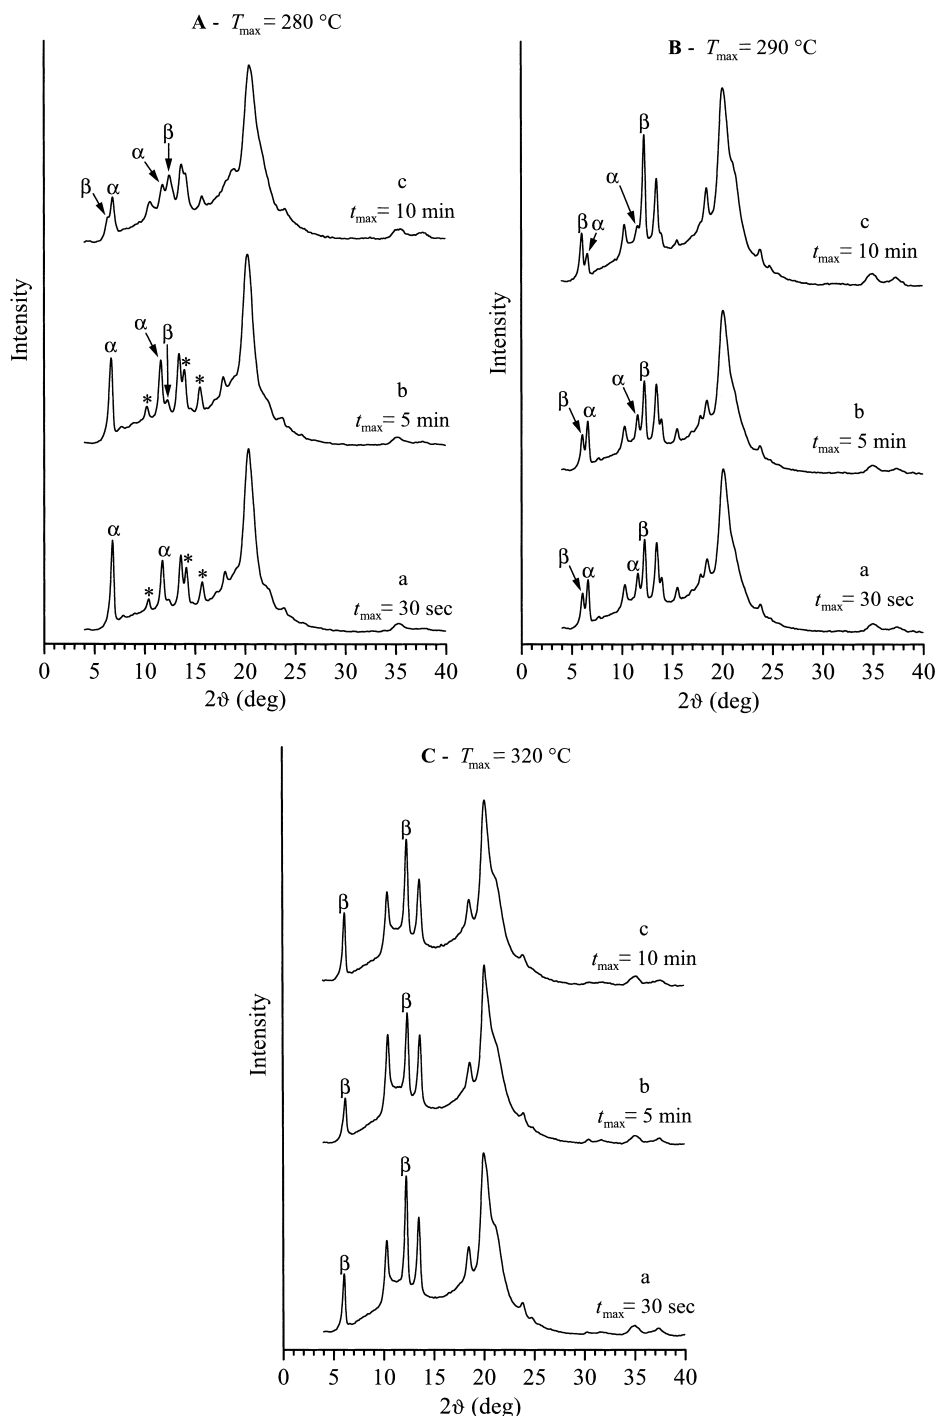 A - Tmax = 280 °C
β
α
β α
c
tmax= 10 min
α
β
α
*
*
*
b
tmax= 5 min
α
α
*
*
*
a
tmax= 30 sec
Intensity
0 5 10 15 20 25 30 35 40
2ϑ (deg)
B - Tmax = 290 °C
β
α
β α
c
tmax= 10 min
β
α
β
α
b
tmax= 5 min
β
β
α
α
a
tmax= 30 sec
Intensity
0 5 10 15 20 25 30 35 40
2ϑ (deg)
C - Tmax = 320 °C
β
β
c
tmax= 10 min
β
β
b
tmax= 5 min
β
β
a
tmax= 30 sec
Intensity
0 5 10 15 20 25 30 35 40
2ϑ (deg)